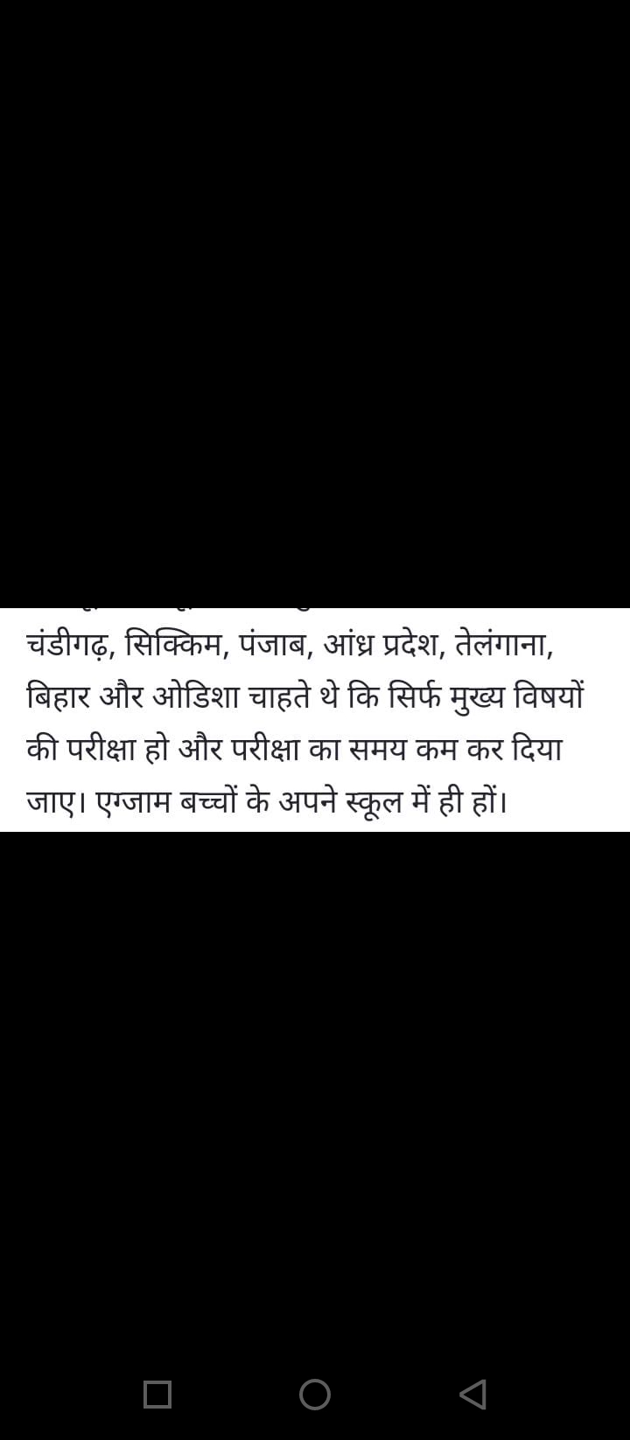 चंडीगढ़, सिक्किम, पंजाब, आंध्र प्रदेश, तेलंगाना,
बिहार और ओडिशा चाहते थे कि सिर्फ मुख्य विषयों
की परीक्षा हो और परीक्षा का समय कम कर दिया
जाए। एग्जाम बच्चों के अपने स्कूल में ही हों।